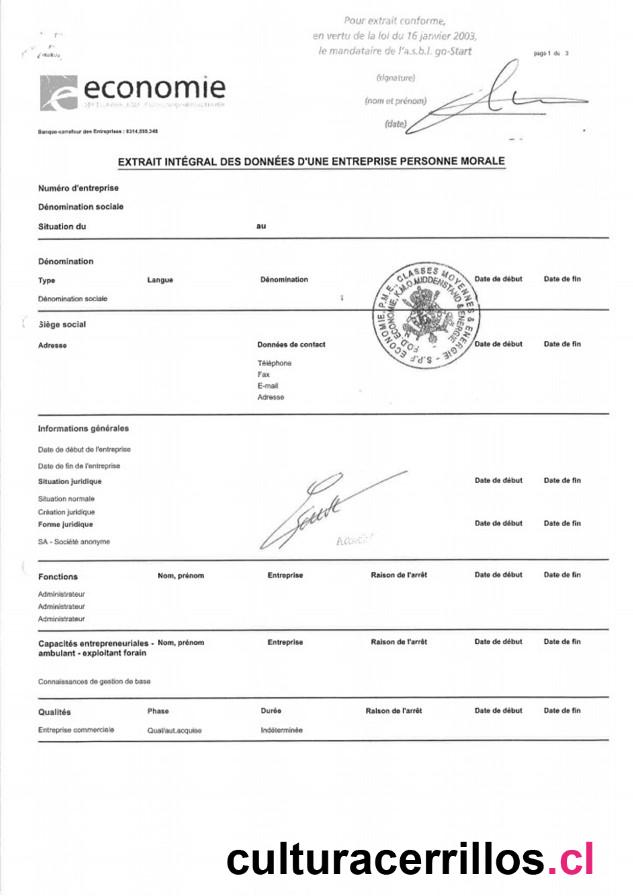 Pour extrait conforme,
en vertu de la loi du 16 janvier 2003,
le mandataire de l'a.s.b.l. go-Start
page 1 du 3
(signature)
(nom et prénom)
(date)
economie
Banque-carrefour des Entreprises : 0314,595,348
EXTRAIT INTÉGRAL DES DONNÉES D'UNE ENTREPRISE PERSONNE MORALE
Numéro d'entreprise
Dénomination sociale
Situation du au
Dénomination
Type Langue Dénomination Date de début Date de fin
Dénomination sociale
S.P.F. ECONOMIE, P.M.E., CLASSES MOYENNES & ENERGIE
FOD ECONOMIE, K.M.O., MIDDENSTAND & ENERGIE
Siège social
Adresse Données de contact Date de début Date de fin
Téléphone
Fax
E-mail
Adresse
Informations générales
Date de début de l'entreprise
Date de fin de l'entreprise
Situation juridique Date de début Date de fin
Situation normale
Création juridique
Forme juridique Date de début Date de fin
SA - Société anonyme
Fonctions Nom, prénom Entreprise Raison de l'arrêt Date de début Date de fin
Administrateur
Administrateur
Administrateur
Capacités entrepreneuriales - Nom, prénom Entreprise Raison de l'arrêt Date de début Date de fin
ambulant - exploitant forain
Connaissances de gestion de base
Qualités Phase Durée Raison de l'arrêt Date de début Date de fin
Entreprise commerciale Qual/aut.acquise Indéterminée
culturacerrillos.cl